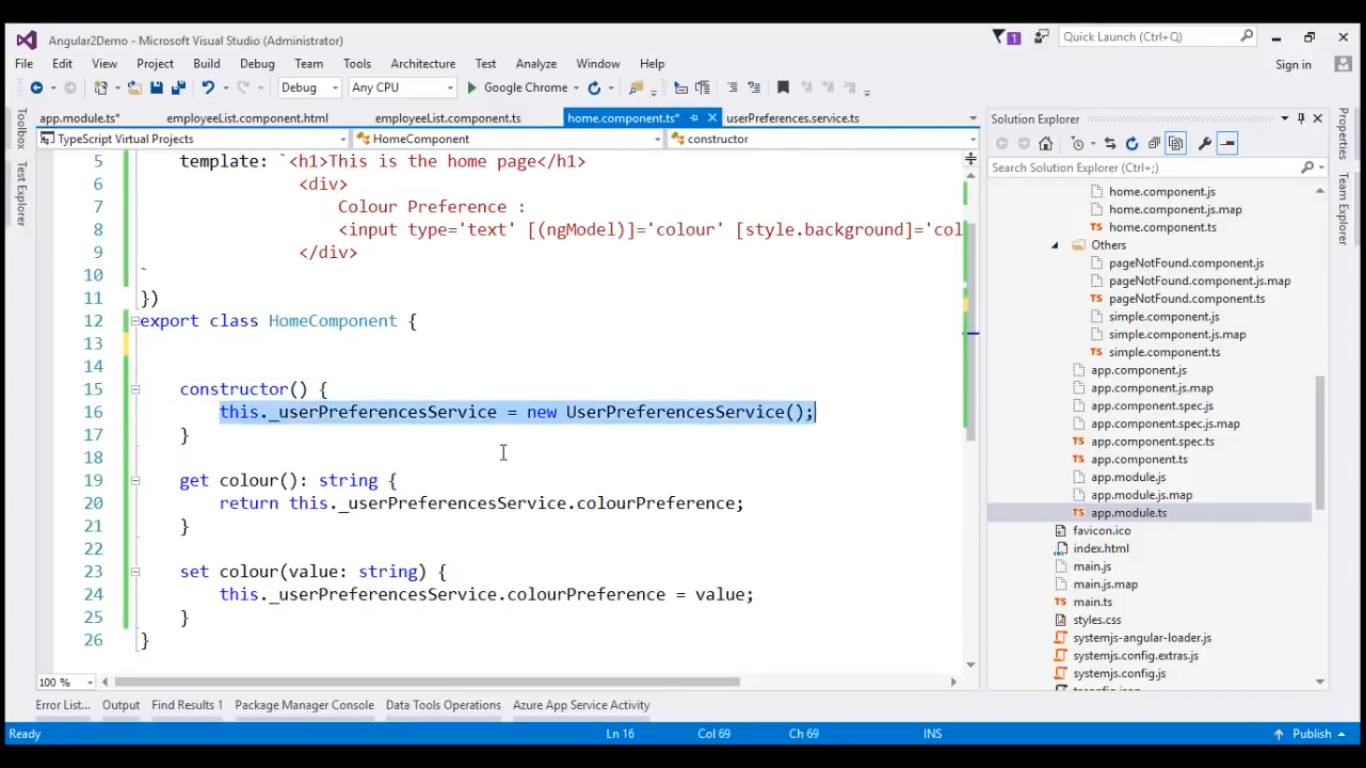 Angular2Demo - Microsoft Visual Studio (Administrator)
1
Quick Launch (Ctrl+Q)
File Edit View Project Build Debug Team Tools Architecture Test Analyze Window Help
Sign in
Debug Any CPU Google Chrome
Toolbox
Test Explorer
app.module.ts* employeeList.component.html employeeList.component.ts home.component.ts* userPreferences.service.ts
TypeScript Virtual Projects HomeComponent constructor
5 template: `<h1>This is the home page</h1>
6 <div>
7 Colour Preference :
8 <input type='text' [(ngModel)]='colour' [style.background]='col
9 </div>
10 `
11 })
12 export class HomeComponent {
13
14
15 constructor() {
16 this._userPreferencesService = new UserPreferencesService();
17 }
18
19 get colour(): string {
20 return this._userPreferencesService.colourPreference;
21 }
22
23 set colour(value: string) {
24 this._userPreferencesService.colourPreference = value;
25 }
26 }
100 %
Solution Explorer
Search Solution Explorer (Ctrl+;)
home.component.js
home.component.js.map
TS home.component.ts
Others
pageNotFound.component.js
pageNotFound.component.js.map
TS pageNotFound.component.ts
simple.component.js
simple.component.js.map
TS simple.component.ts
app.component.js
app.component.js.map
app.component.spec.js
app.component.spec.js.map
TS app.component.spec.ts
TS app.component.ts
app.module.js
app.module.js.map
TS app.module.ts
favicon.ico
index.html
main.js
main.js.map
TS main.ts
styles.css
systemjs-angular-loader.js
systemjs.config.extras.js
systemjs.config.js
tsconfig.json
Properties
Team Explorer
Error List... Output Find Results 1 Package Manager Console Data Tools Operations Azure App Service Activity
Ready Ln 16 Col 69 Ch 69 INS Publish